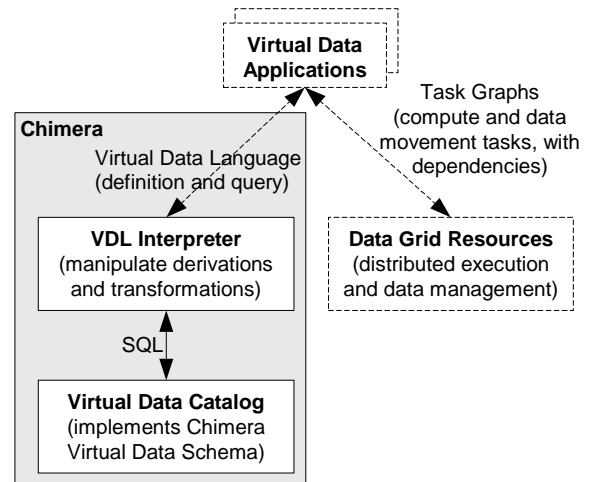 Virtual Data
Applications
Task Graphs
(compute and data
movement tasks, with
dependencies)
Chimera
Virtual Data Language
(definition and query)
VDL Interpreter
(manipulate derivations
and transformations)
Data Grid Resources
(distributed execution
and data management)
SQL
Virtual Data Catalog
(implements Chimera
Virtual Data Schema)